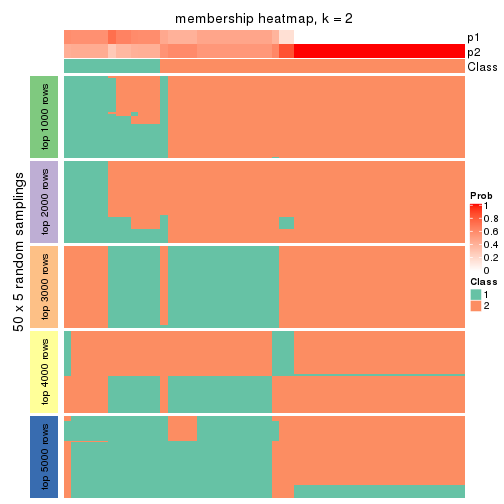 membership heatmap, k = 2
p1
p2
Class
50 x 5 random samplings
top 1000 rows
top 2000 rows
top 3000 rows
top 4000 rows
top 5000 rows
Prob
1
0.8
0.6
0.4
0.2
0
Class
1
2